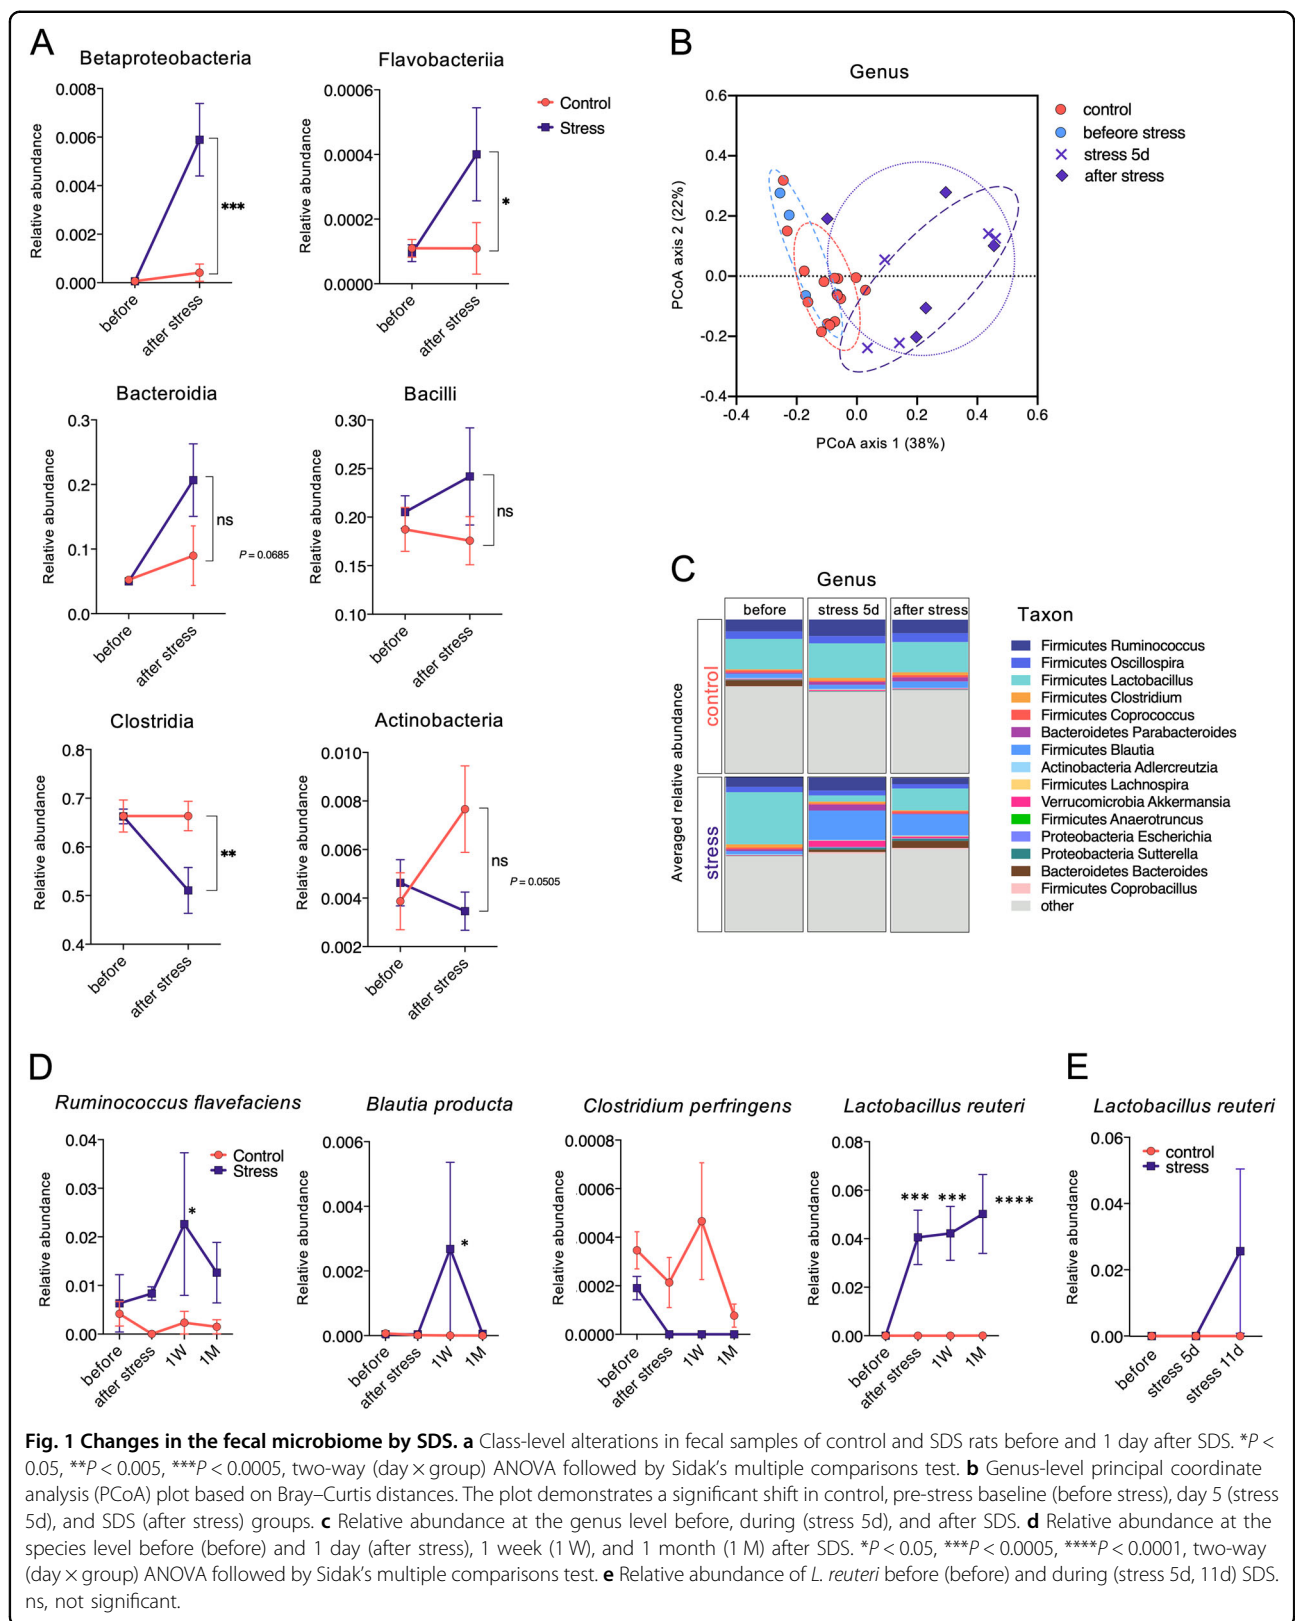 A
Betaproteobacteria
Relative abundance
0.008
0.006
0.004
0.002
0.000
before
after stress
***
Flavobacteriia
Relative abundance
0.0006
0.0004
0.0002
0.0000
before
after stress
*
Control
Stress
Bacteroidia
Relative abundance
0.3
0.2
0.1
0.0
before
after stress
ns
P = 0.0685
Bacilli
Relative abundance
0.30
0.25
0.20
0.15
0.10
before
after stress
ns
Clostridia
Relative abundance
0.8
0.7
0.6
0.5
0.4
before
after stress
**
Actinobacteria
Relative abundance
0.010
0.008
0.006
0.004
0.002
before
after stress
ns
P = 0.0505
B
Genus
PCoA axis 2 (22%)
0.6
0.4
0.2
0.0
-0.2
-0.4
-0.4
-0.2
0.0
0.2
0.4
0.6
PCoA axis 1 (38%)
control
befeore stress
stress 5d
after stress
C
Genus
before
stress 5d
after stress
Averaged relative abundance
control
stress
Taxon
Firmicutes Ruminococcus
Firmicutes Oscillospira
Firmicutes Lactobacillus
Firmicutes Clostridium
Firmicutes Coprococcus
Bacteroidetes Parabacteroides
Firmicutes Blautia
Actinobacteria Adlercreutzia
Firmicutes Lachnospira
Verrucomicrobia Akkermansia
Firmicutes Anaerotruncus
Proteobacteria Escherichia
Proteobacteria Sutterella
Bacteroidetes Bacteroides
Firmicutes Coprobacillus
other
D
Ruminococcus flavefaciens
Relative abundance
0.04
0.03
0.02
0.01
0.00
before
after stress
1W
1M
*
Control
Stress
Blautia producta
Relative abundance
0.006
0.004
0.002
0.000
before
after stress
1W
1M
*
Clostridium perfringens
Relative abundance
0.0008
0.0006
0.0004
0.0002
0.0000
before
after stress
1W
1M
Lactobacillus reuteri
Relative abundance
0.08
0.06
0.04
0.02
0.00
before
after stress
1W
1M
***
***
****
E
Lactobacillus reuteri
Relative abundance
0.06
0.04
0.02
0.00
before
stress 5d
stress 11d
control
stress
Fig. 1 Changes in the fecal microbiome by SDS. a Class-level alterations in fecal samples of control and SDS rats before and 1 day after SDS. *P <
0.05, **P < 0.005, ***P < 0.0005, two-way (day × group) ANOVA followed by Sidak's multiple comparisons test. b Genus-level principal coordinate
analysis (PCoA) plot based on Bray–Curtis distances. The plot demonstrates a significant shift in control, pre-stress baseline (before stress), day 5 (stress
5d), and SDS (after stress) groups. c Relative abundance at the genus level before, during (stress 5d), and after SDS. d Relative abundance at the
species level before (before) and 1 day (after stress), 1 week (1 W), and 1 month (1 M) after SDS. *P < 0.05, ***P < 0.0005, ****P < 0.0001, two-way
(day × group) ANOVA followed by Sidak's multiple comparisons test. e Relative abundance of L. reuteri before (before) and during (stress 5d, 11d) SDS.
ns, not significant.